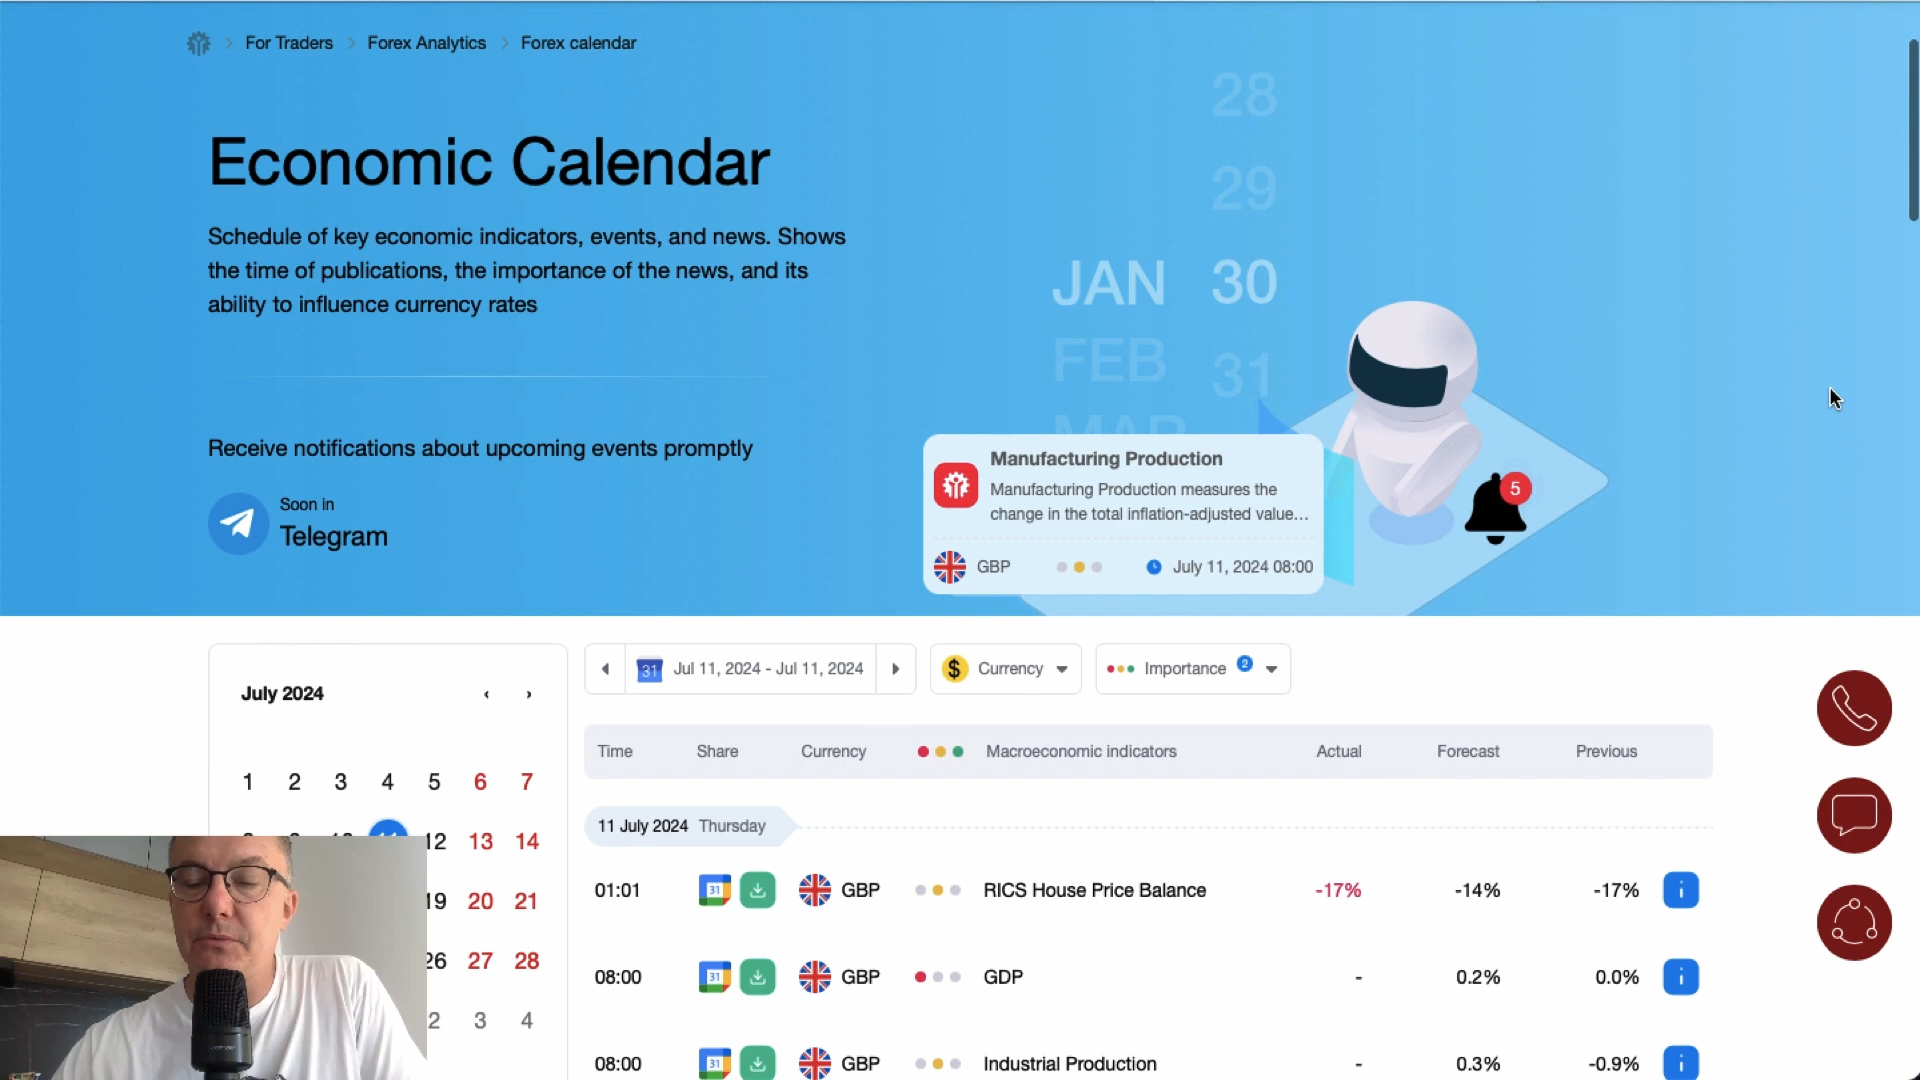 For Traders > Forex Analytics > Forex calendar
28
29
JAN 30
FEB 31
MAR
Economic Calendar
Schedule of key economic indicators, events, and news. Shows
the time of publications, the importance of the news, and its
ability to influence currency rates
Receive notifications about upcoming events promptly
Soon in
Telegram
Manufacturing Production
Manufacturing Production measures the
change in the total inflation-adjusted value...
GBP July 11, 2024 08:00
5
July 2024 ‹ ›
1 2 3 4 5 6 7
12 13 14
19 20 21
26 27 28
2 3 4
31 Jul 11, 2024 - Jul 11, 2024 $ Currency Importance 2
Time Share Currency Macroeconomic indicators Actual Forecast Previous
11 July 2024 Thursday
01:01 31 GBP RICS House Price Balance -17% -14% -17% i
08:00 31 GBP GDP - 0.2% 0.0% i
08:00 31 GBP Industrial Production - 0.3% -0.9% i